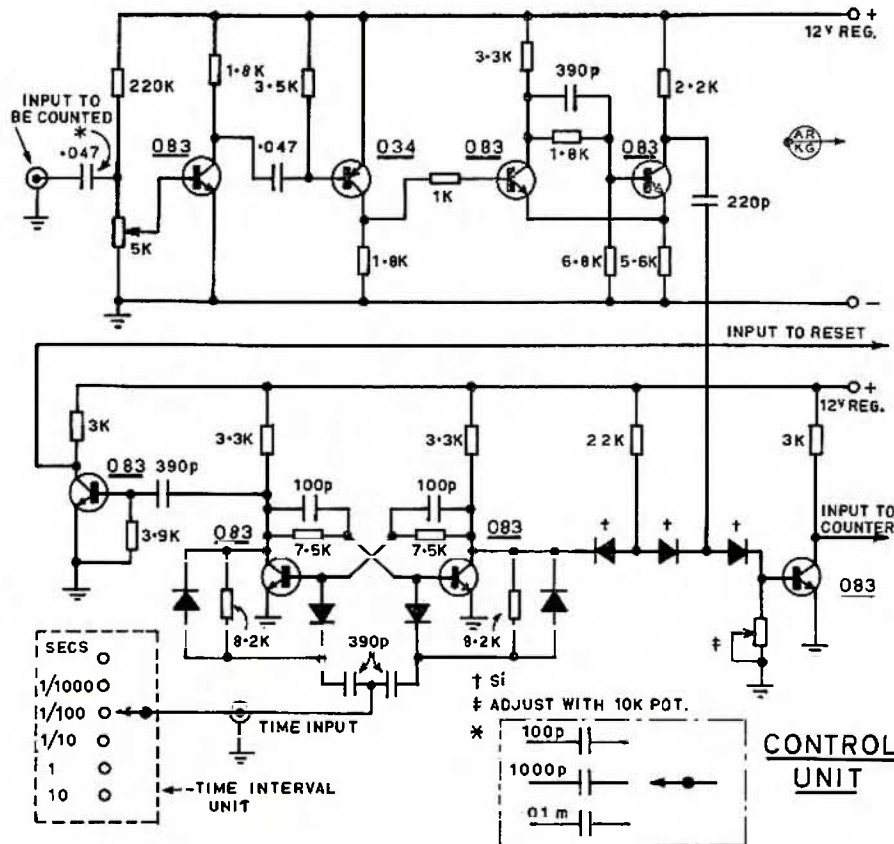 +
12V REG.
220K
1·8K
3·5K
3·3K
390p
2·2K
INPUT TO
BE COUNTED
*
·047
083
·047
034
083
1·8K
083
AR
KG
1K
220p
5K
1·8K
6·8K
5·6K
−
INPUT TO RESET
+
12V REG.
3K
3·3K
3·3K
22K
3K
083
390p
100p
100p
3·9K
083
7·5K
7·5K
083
†
†
†
INPUT TO
COUNTER
083
8·2K
390p
8·2K
‡
SECS
1/1000
1/100
1/10
1
10
TIME INPUT
TIME INTERVAL
UNIT
† Si
‡ ADJUST WITH 10K POT.
*
100p
1000p
01m
CONTROL
UNIT